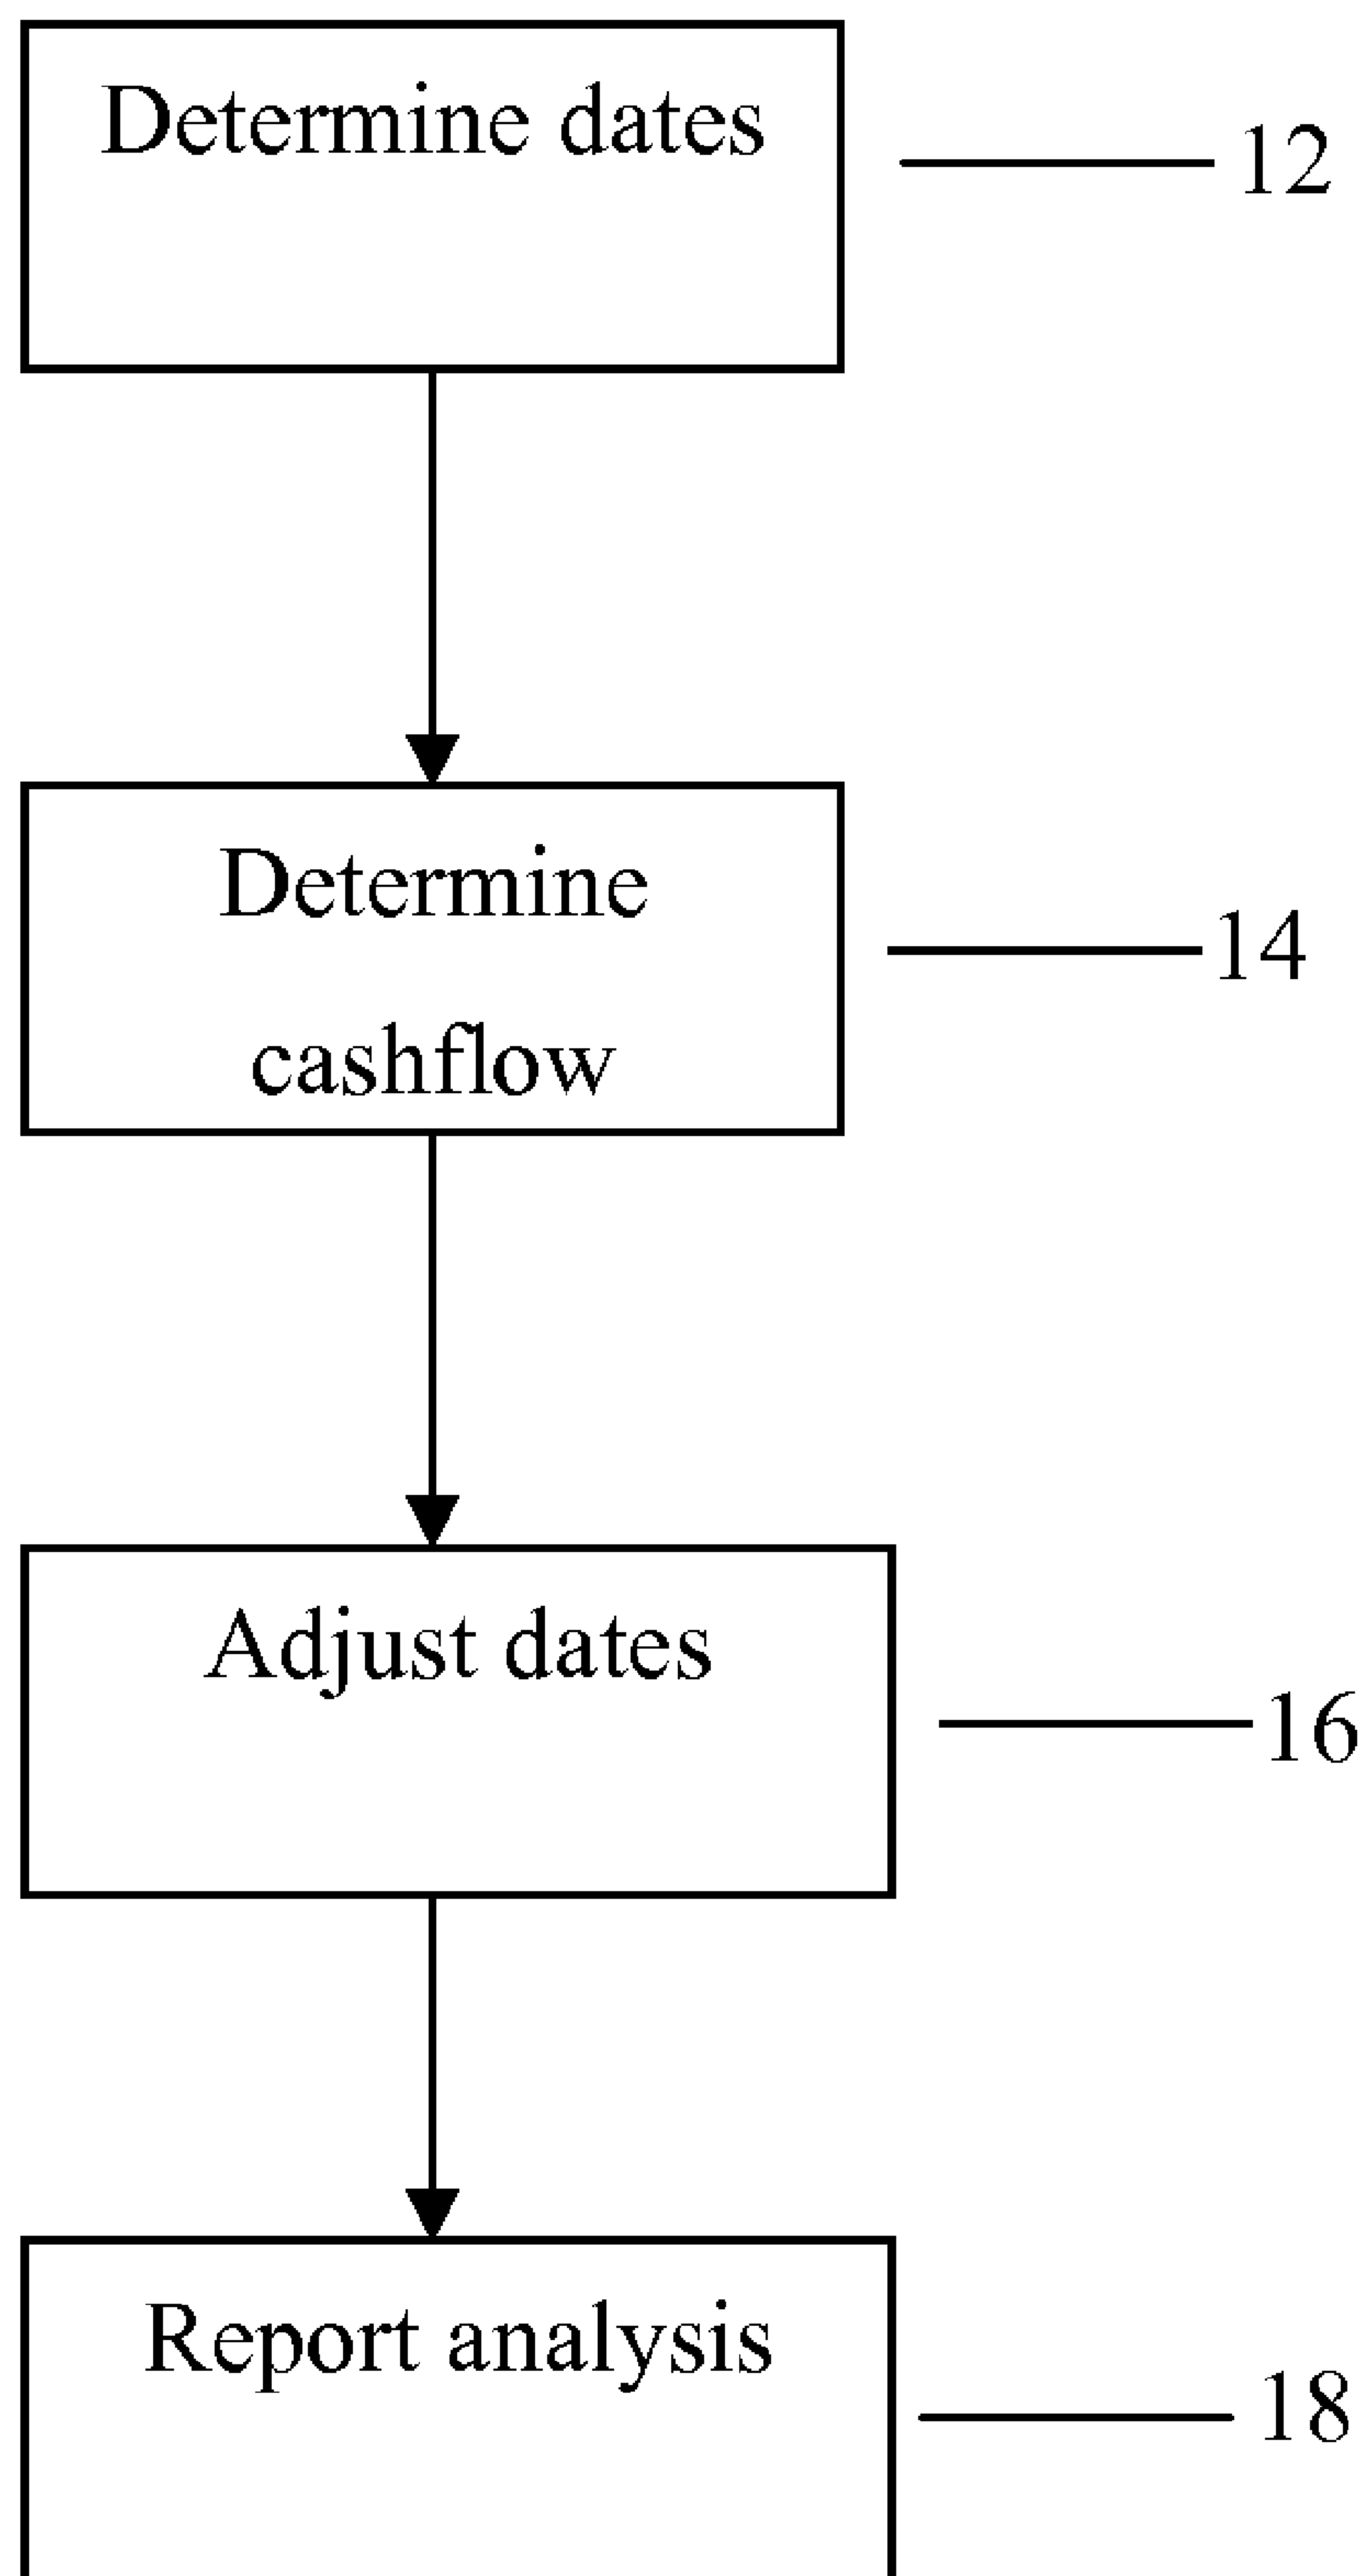 Determine dates
12
Determine
cashflow
14
Adjust dates
16
Report analysis
18